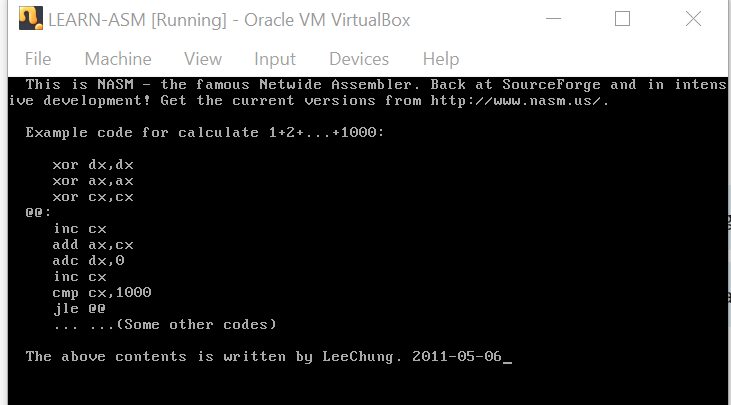 LEARN-ASM [Running] - Oracle VM VirtualBox
File Machine View Input Devices Help
This is NASM - the famous Netwide Assembler. Back at SourceForge and in intens
ive development! Get the current versions from http://www.nasm.us/.
Example code for calculate 1+2+...+1000:
xor dx,dx
xor ax,ax
xor cx,cx
@@:
inc cx
add ax,cx
adc dx,0
inc cx
cmp cx,1000
jle @@
... ...(Some other codes)
The above contents is written by LeeChung. 2011-05-06_